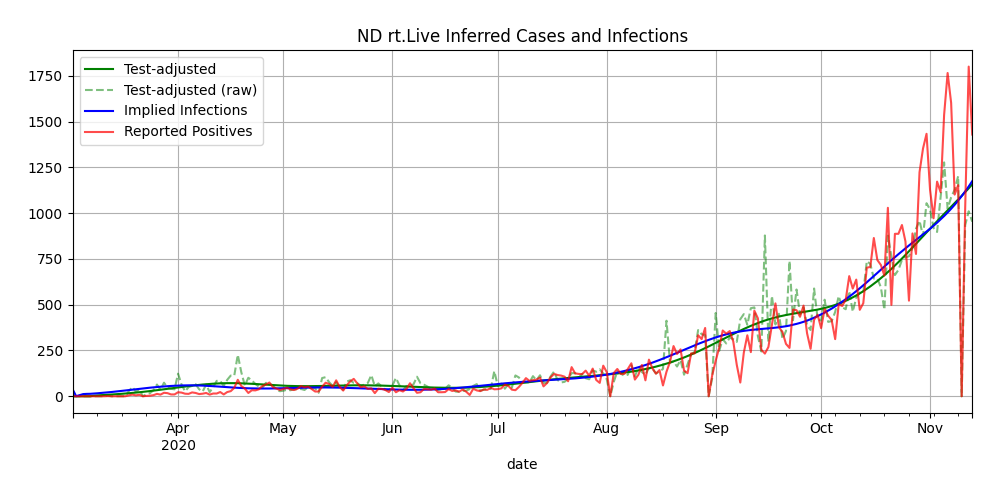 ND rt.Live Inferred Cases and Infections
Test-adjusted
Test-adjusted (raw)
Implied Infections
Reported Positives
1750
1500
1250
1000
750
500
250
0
Apr
2020
May
Jun
Jul
Aug
Sep
Oct
Nov
date